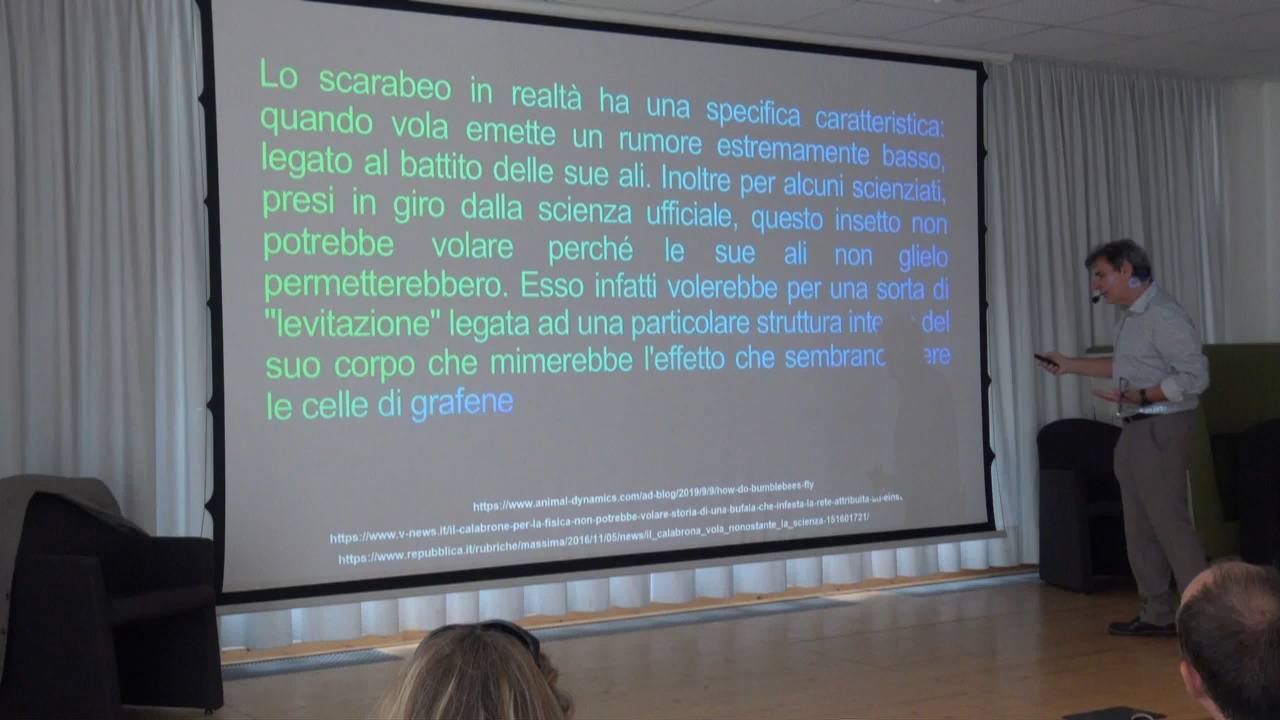 Lo scarabeo in realtà ha una specifica caratteristica:
quando vola emette un rumore estremamente basso,
legato al battito delle sue ali. Inoltre per alcuni scienziati,
presi in giro dalla scienza ufficiale, questo insetto non
potrebbe volare perché le sue ali non glielo
permetterebbero. Esso infatti volerebbe per una sorta di
"levitazione" legata ad una particolare struttura del
suo corpo che mimerebbe l'effetto che
le celle di grafene
https://www.animal-dynamics.com/ad-blog/2019/9/9/how-do-bumblebees-fly
https://www.v-news.it/il-calabrone-per-la-fisica-non-potrebbe-volare-storia-di-una-bufala-che-infesta-la-rete-attribuita-ad-einst
https://www.repubblica.it/rubriche/massima/2016/11/05/news/il_calabrona_vola_nonostante_la_scienza-151601721/